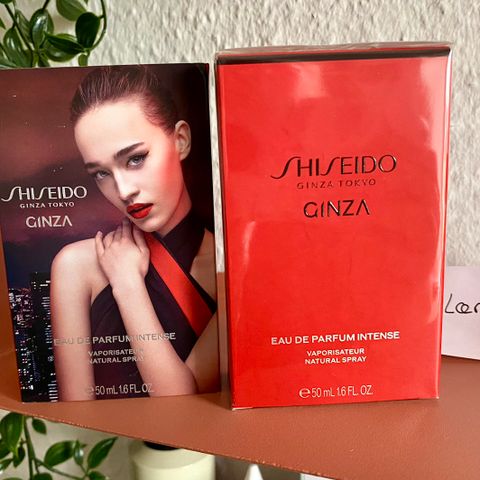 SHISEIDO
GINZA TOKYO
GINZA
EAU DE PARFUM INTENSE
VAPORISATEUR
NATURAL SPRAY
e 50 mL 1.6 FL. OZ.
SHISEIDO
GINZA TOKYO
GINZA
EAU DE PARFUM INTENSE
VAPORISATEUR
NATURAL SPRAY
e 50 mL 1.6 FL. OZ.